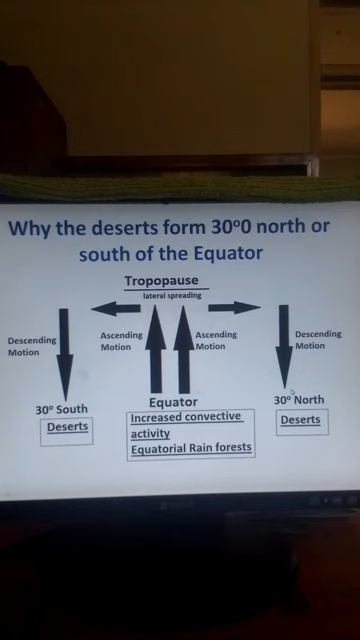 Why the deserts form 30⁰0 north or
south of the Equator
Tropopause
lateral spreading
Descending
Motion
Ascending
Motion
Ascending
Motion
Descending
Motion
30⁰ South
Deserts
Equator
Increased convective
activity
Equatorial Rain forests
30⁰ North
Deserts